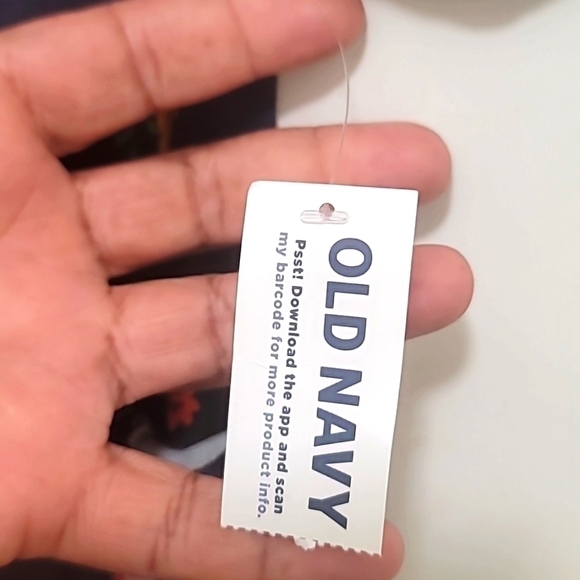 OLD NAVY
Psst! Download the app and scan
my barcode for more product info.